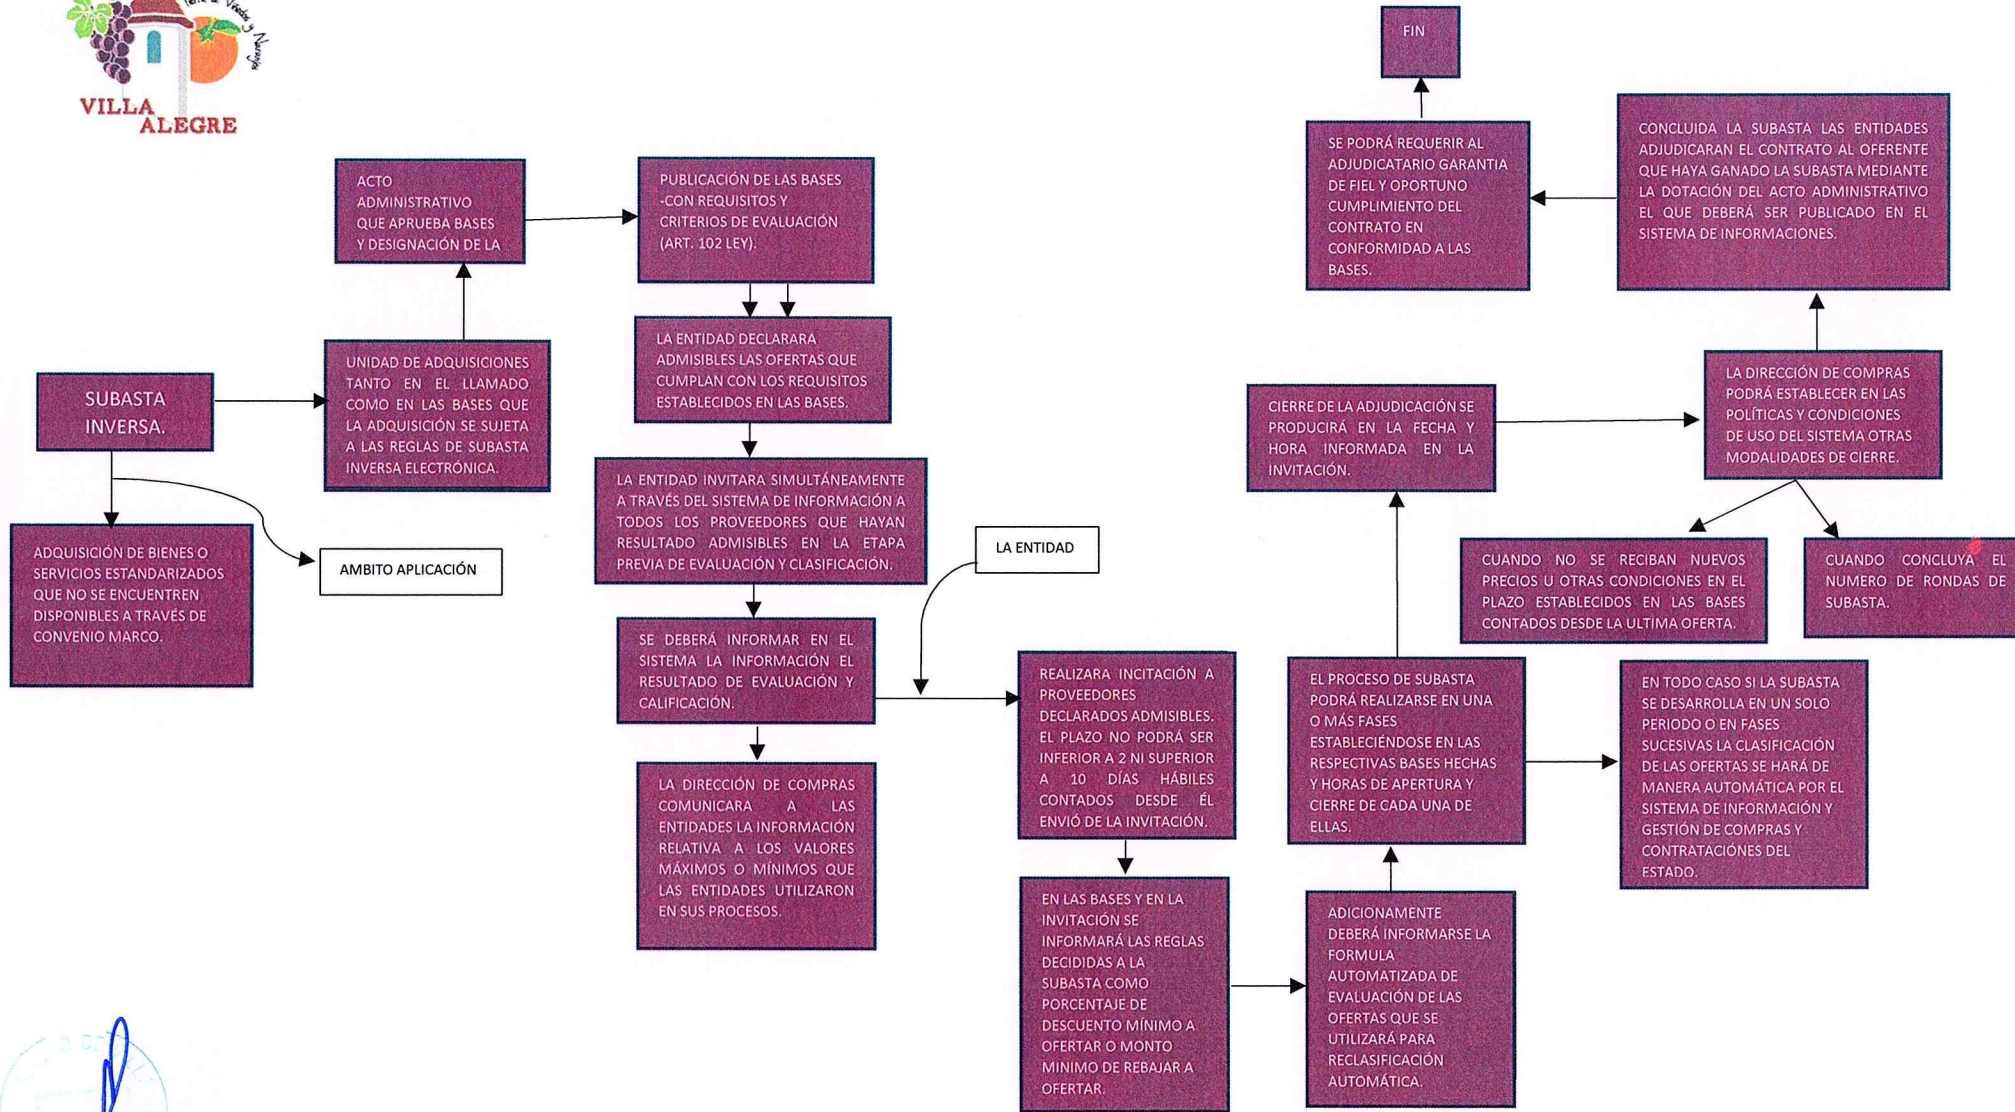 Tierra de Viñedos y Naranjos
VILLA
ALEGRE
SUBASTA
INVERSA.
ADQUISICIÓN DE BIENES O
SERVICIOS ESTANDARIZADOS
QUE NO SE ENCUENTREN
DISPONIBLES A TRAVÉS DE
CONVENIO MARCO.
AMBITO APLICACIÓN
UNIDAD DE ADQUISICIONES
TANTO EN EL LLAMADO
COMO EN LAS BASES QUE
LA ADQUISICIÓN SE SUJETA
A LAS REGLAS DE SUBASTA
INVERSA ELECTRÓNICA.
ACTO
ADMINISTRATIVO
QUE APRUEBA BASES
Y DESIGNACIÓN DE LA
PUBLICACIÓN DE LAS BASES
-CON REQUISITOS Y
CRITERIOS DE EVALUACIÓN
(ART. 102 LEY).
LA ENTIDAD DECLARARA
ADMISIBLES LAS OFERTAS QUE
CUMPLAN CON LOS REQUISITOS
ESTABLECIDOS EN LAS BASES.
LA ENTIDAD INVITARA SIMULTÁNEAMENTE
A TRAVÉS DEL SISTEMA DE INFORMACIÓN A
TODOS LOS PROVEEDORES QUE HAYAN
RESULTADO ADMISIBLES EN LA ETAPA
PREVIA DE EVALUACIÓN Y CLASIFICACIÓN.
SE DEBERÁ INFORMAR EN EL
SISTEMA LA INFORMACIÓN EL
RESULTADO DE EVALUACIÓN Y
CALIFICACIÓN.
LA DIRECCIÓN DE COMPRAS
COMUNICARA A LAS
ENTIDADES LA INFORMACIÓN
RELATIVA A LOS VALORES
MÁXIMOS O MÍNIMOS QUE
LAS ENTIDADES UTILIZARON
EN SUS PROCESOS.
LA ENTIDAD
REALIZARA INCITACIÓN A
PROVEEDORES
DECLARADOS ADMISIBLES.
EL PLAZO NO PODRÁ SER
INFERIOR A 2 NI SUPERIOR
A 10 DÍAS HÁBILES
CONTADOS DESDE ÉL
ENVIÓ DE LA INVITACIÓN.
EN LAS BASES Y EN LA
INVITACIÓN SE
INFORMARÁ LAS REGLAS
DECIDIDAS A LA
SUBASTA COMO
PORCENTAJE DE
DESCUENTO MÍNIMO A
OFERTAR O MONTO
MINIMO DE REBAJAR A
OFERTAR.
ADICIONAMENTE
DEBERÁ INFORMARSE LA
FORMULA
AUTOMATIZADA DE
EVALUACIÓN DE LAS
OFERTAS QUE SE
UTILIZARÁ PARA
RECLASIFICACIÓN
AUTOMÁTICA.
EL PROCESO DE SUBASTA
PODRÁ REALIZARSE EN UNA
O MÁS FASES
ESTABLECIÉNDOSE EN LAS
RESPECTIVAS BASES HECHAS
Y HORAS DE APERTURA Y
CIERRE DE CADA UNA DE
ELLAS.
EN TODO CASO SI LA SUBASTA
SE DESARROLLA EN UN SOLO
PERIODO O EN FASES
SUCESIVAS LA CLASIFICACIÓN
DE LAS OFERTAS SE HARÁ DE
MANERA AUTOMÁTICA POR EL
SISTEMA DE INFORMACIÓN Y
GESTIÓN DE COMPRAS Y
CONTRATACIÓNES DEL
ESTADO.
CIERRE DE LA ADJUDICACIÓN SE
PRODUCIRÁ EN LA FECHA Y
HORA INFORMADA EN LA
INVITACIÓN.
LA DIRECCIÓN DE COMPRAS
PODRÁ ESTABLECER EN LAS
POLÍTICAS Y CONDICIONES
DE USO DEL SISTEMA OTRAS
MODALIDADES DE CIERRE.
CUANDO NO SE RECIBAN NUEVOS
PRECIOS U OTRAS CONDICIONES EN EL
PLAZO ESTABLECIDOS EN LAS BASES
CONTADOS DESDE LA ULTIMA OFERTA.
CUANDO CONCLUYA EL
NUMERO DE RONDAS DE
SUBASTA.
CONCLUIDA LA SUBASTA LAS ENTIDADES
ADJUDICARAN EL CONTRATO AL OFERENTE
QUE HAYA GANADO LA SUBASTA MEDIANTE
LA DOTACIÓN DEL ACTO ADMINISTRATIVO
EL QUE DEBERÁ SER PUBLICADO EN EL
SISTEMA DE INFORMACIONES.
SE PODRÁ REQUERIR AL
ADJUDICATARIO GARANTIA
DE FIEL Y OPORTUNO
CUMPLIMIENTO DEL
CONTRATO EN
CONFORMIDAD A LAS
BASES.
FIN